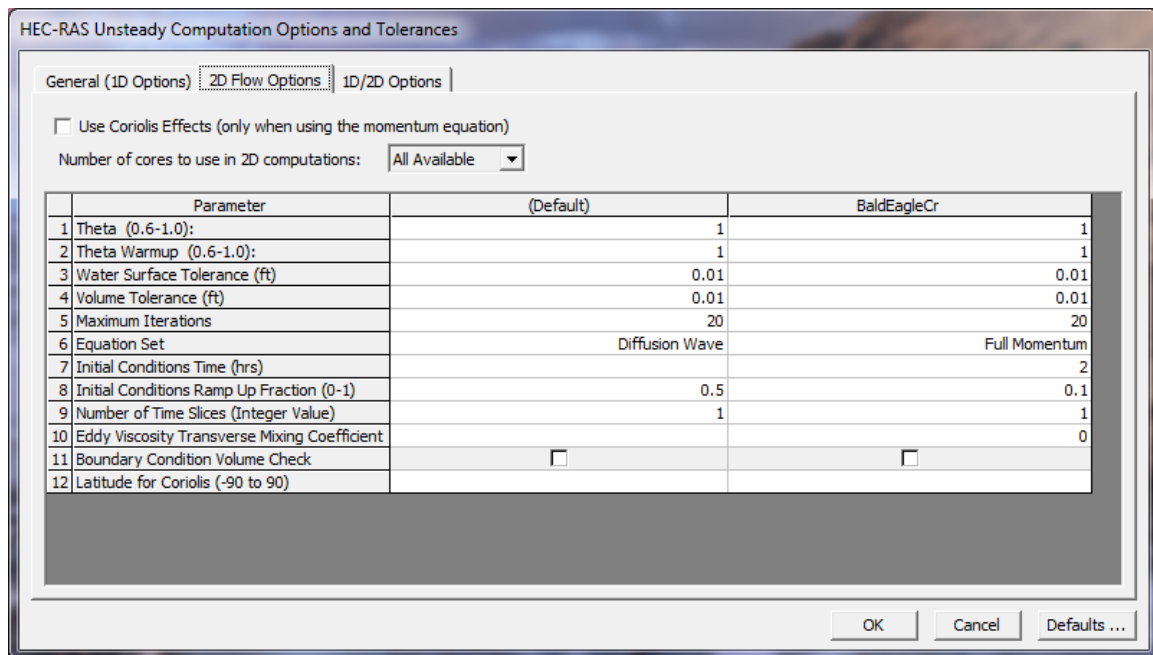 HEC-RAS Unsteady Computation Options and Tolerances
General (1D Options) 2D Flow Options 1D/2D Options
Use Coriolis Effects (only when using the momentum equation)
Number of cores to use in 2D computations: All Available
Parameter (Default) BaldEagleCr
1 Theta (0.6-1.0): 1 1
2 Theta Warmup (0.6-1.0): 1 1
3 Water Surface Tolerance (ft) 0.01 0.01
4 Volume Tolerance (ft) 0.01 0.01
5 Maximum Iterations 20 20
6 Equation Set Diffusion Wave Full Momentum
7 Initial Conditions Time (hrs) 2
8 Initial Conditions Ramp Up Fraction (0-1) 0.5 0.1
9 Number of Time Slices (Integer Value) 1 1
10 Eddy Viscosity Transverse Mixing Coefficient 0
11 Boundary Condition Volume Check
12 Latitude for Coriolis (-90 to 90)
OK Cancel Defaults ...